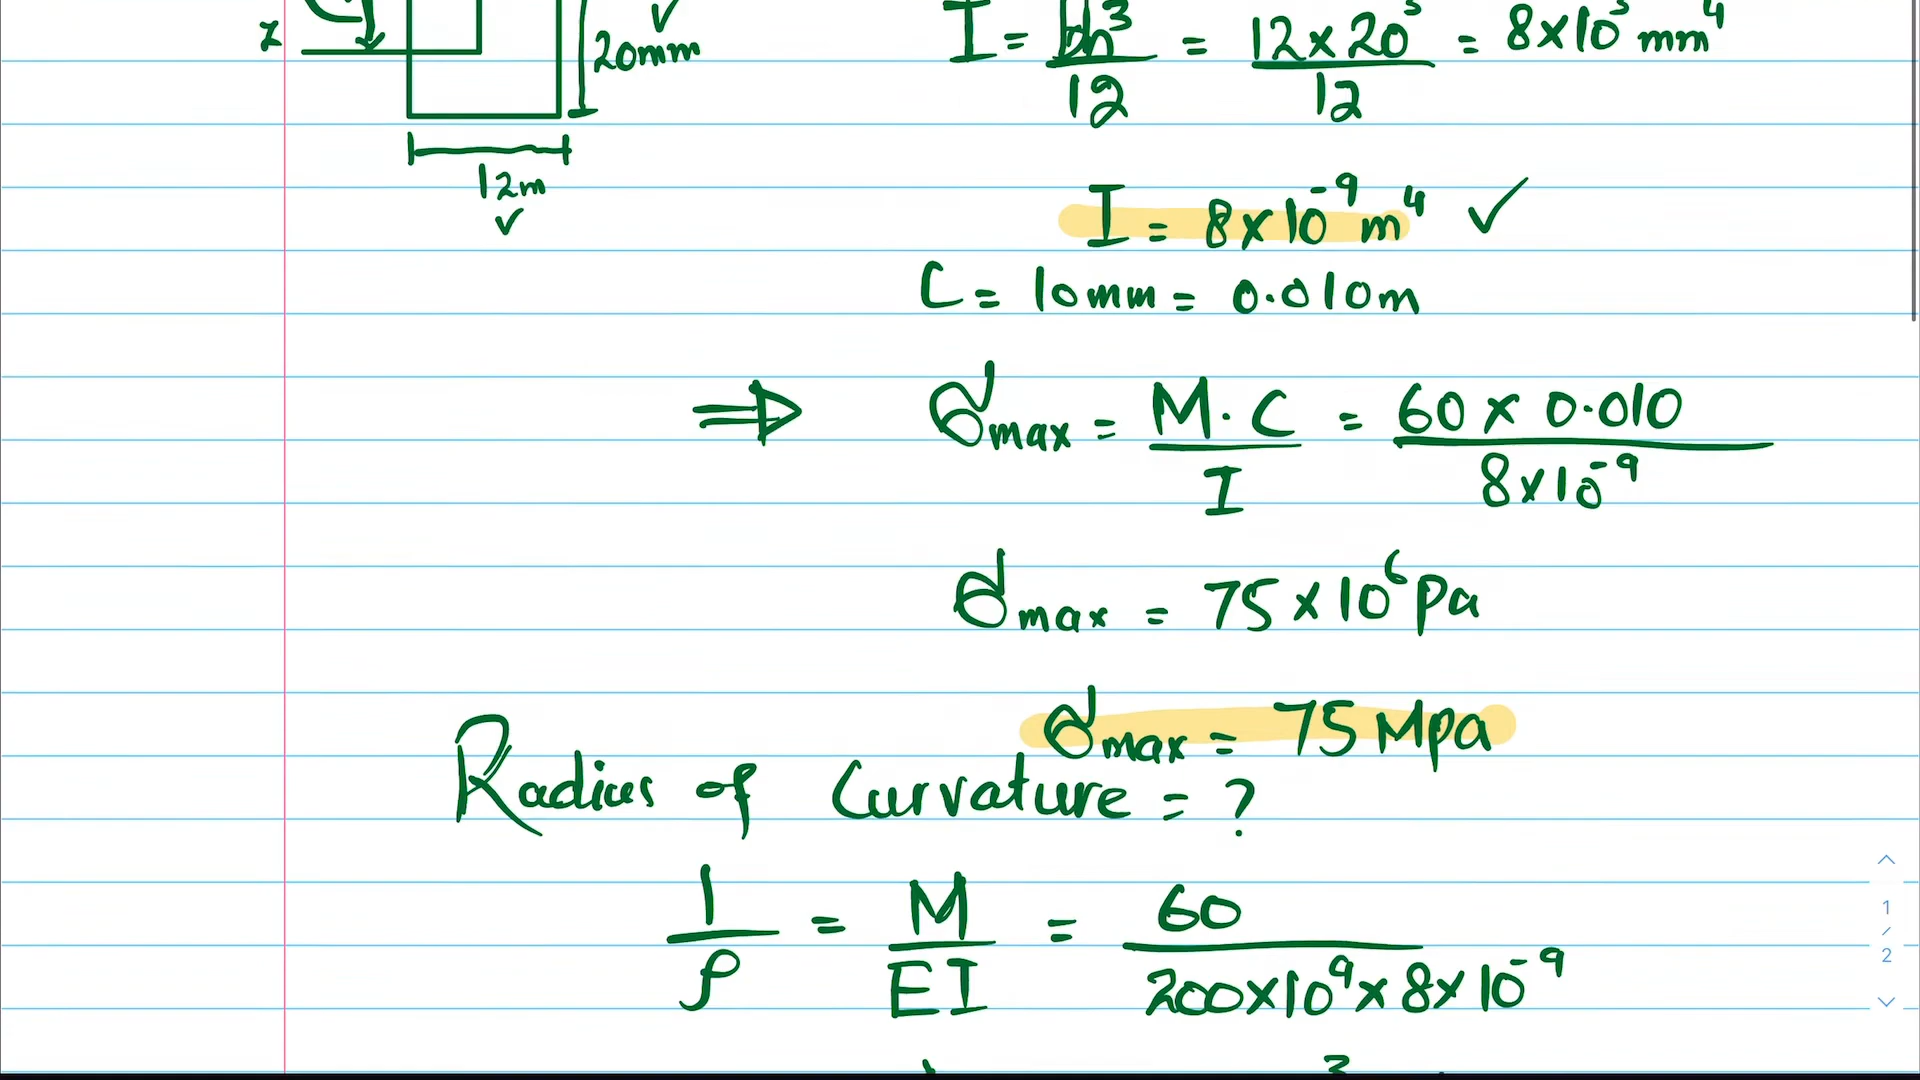 z
20mm
12m
I = bh³/12 = 12×20³/12 = 8×10³ mm⁴
I = 8×10⁻⁹ m⁴ ✓
C = 10mm = 0.010m
⇒ σmax = M·C/I = 60 × 0.010/8×10⁻⁹
σmax = 75×10⁶ Pa
σmax = 75 Mpa
Radius of Curvature = ?
1/ρ = M/EI = 60/200×10⁹×8×10⁻⁹
1
/
2